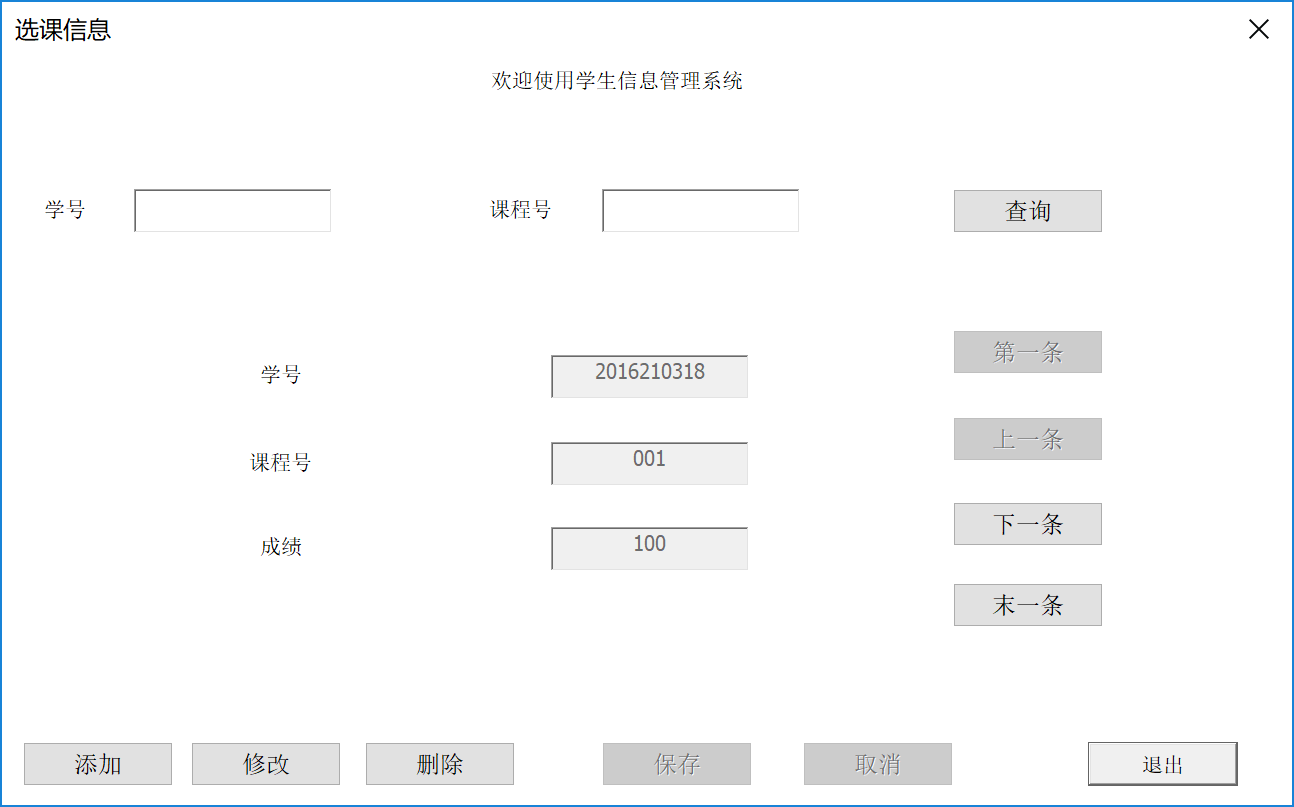 选课信息
欢迎使用学生信息管理系统
学号 课程号 查询
第一条
学号 2016210318
上一条
课程号 001
下一条
成绩 100
末一条
添加 修改 删除 保存 取消 退出